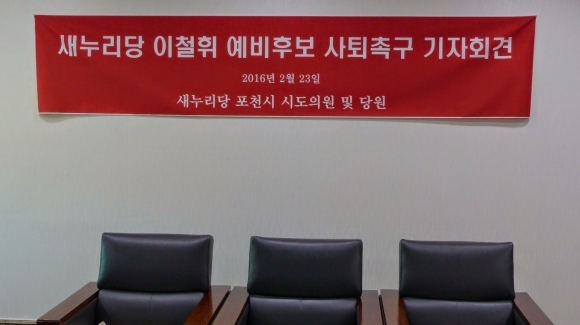 새누리당 이철휘 예비후보 사퇴촉구 기자회견
2016년 2월 23일
새누리당 포천시 시도의원 및 당원